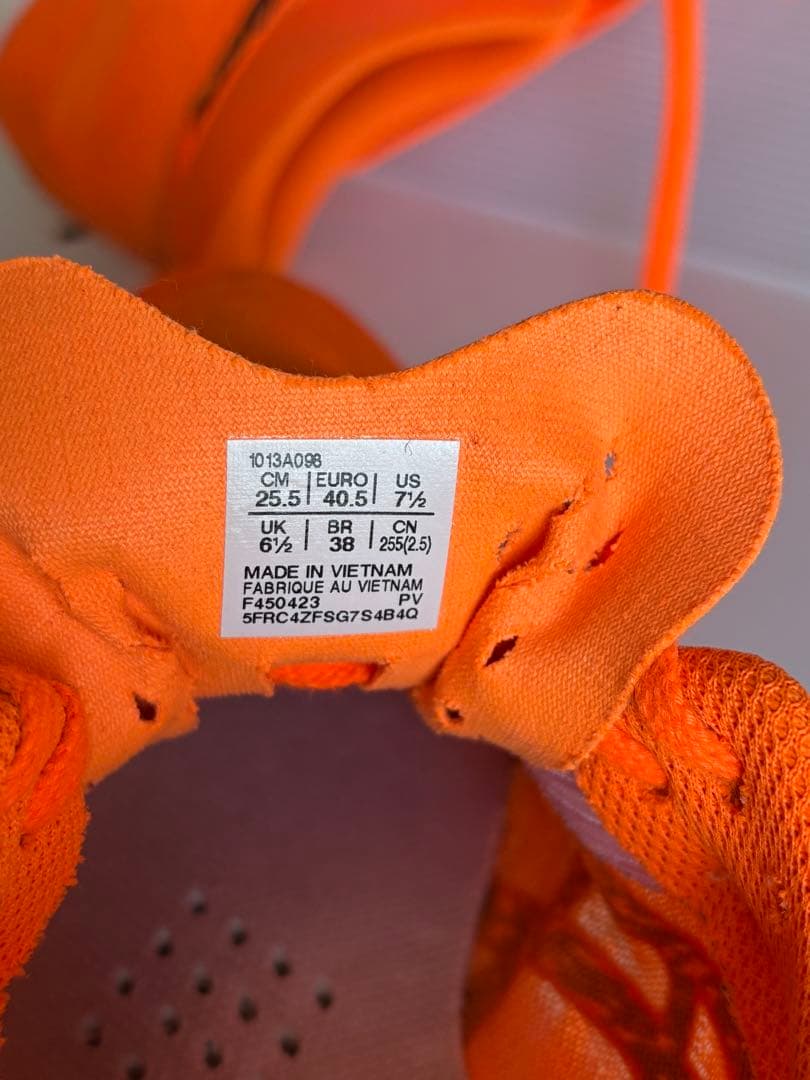 1013A098
CM | EURO | US
25.5 | 40.5 | 7½
UK | BR | CN
6½ | 38 | 255(2.5)
MADE IN VIETNAM
FABRIQUE AU VIETNAM
F450423 PV
5FRC4ZFSG7S4B4Q